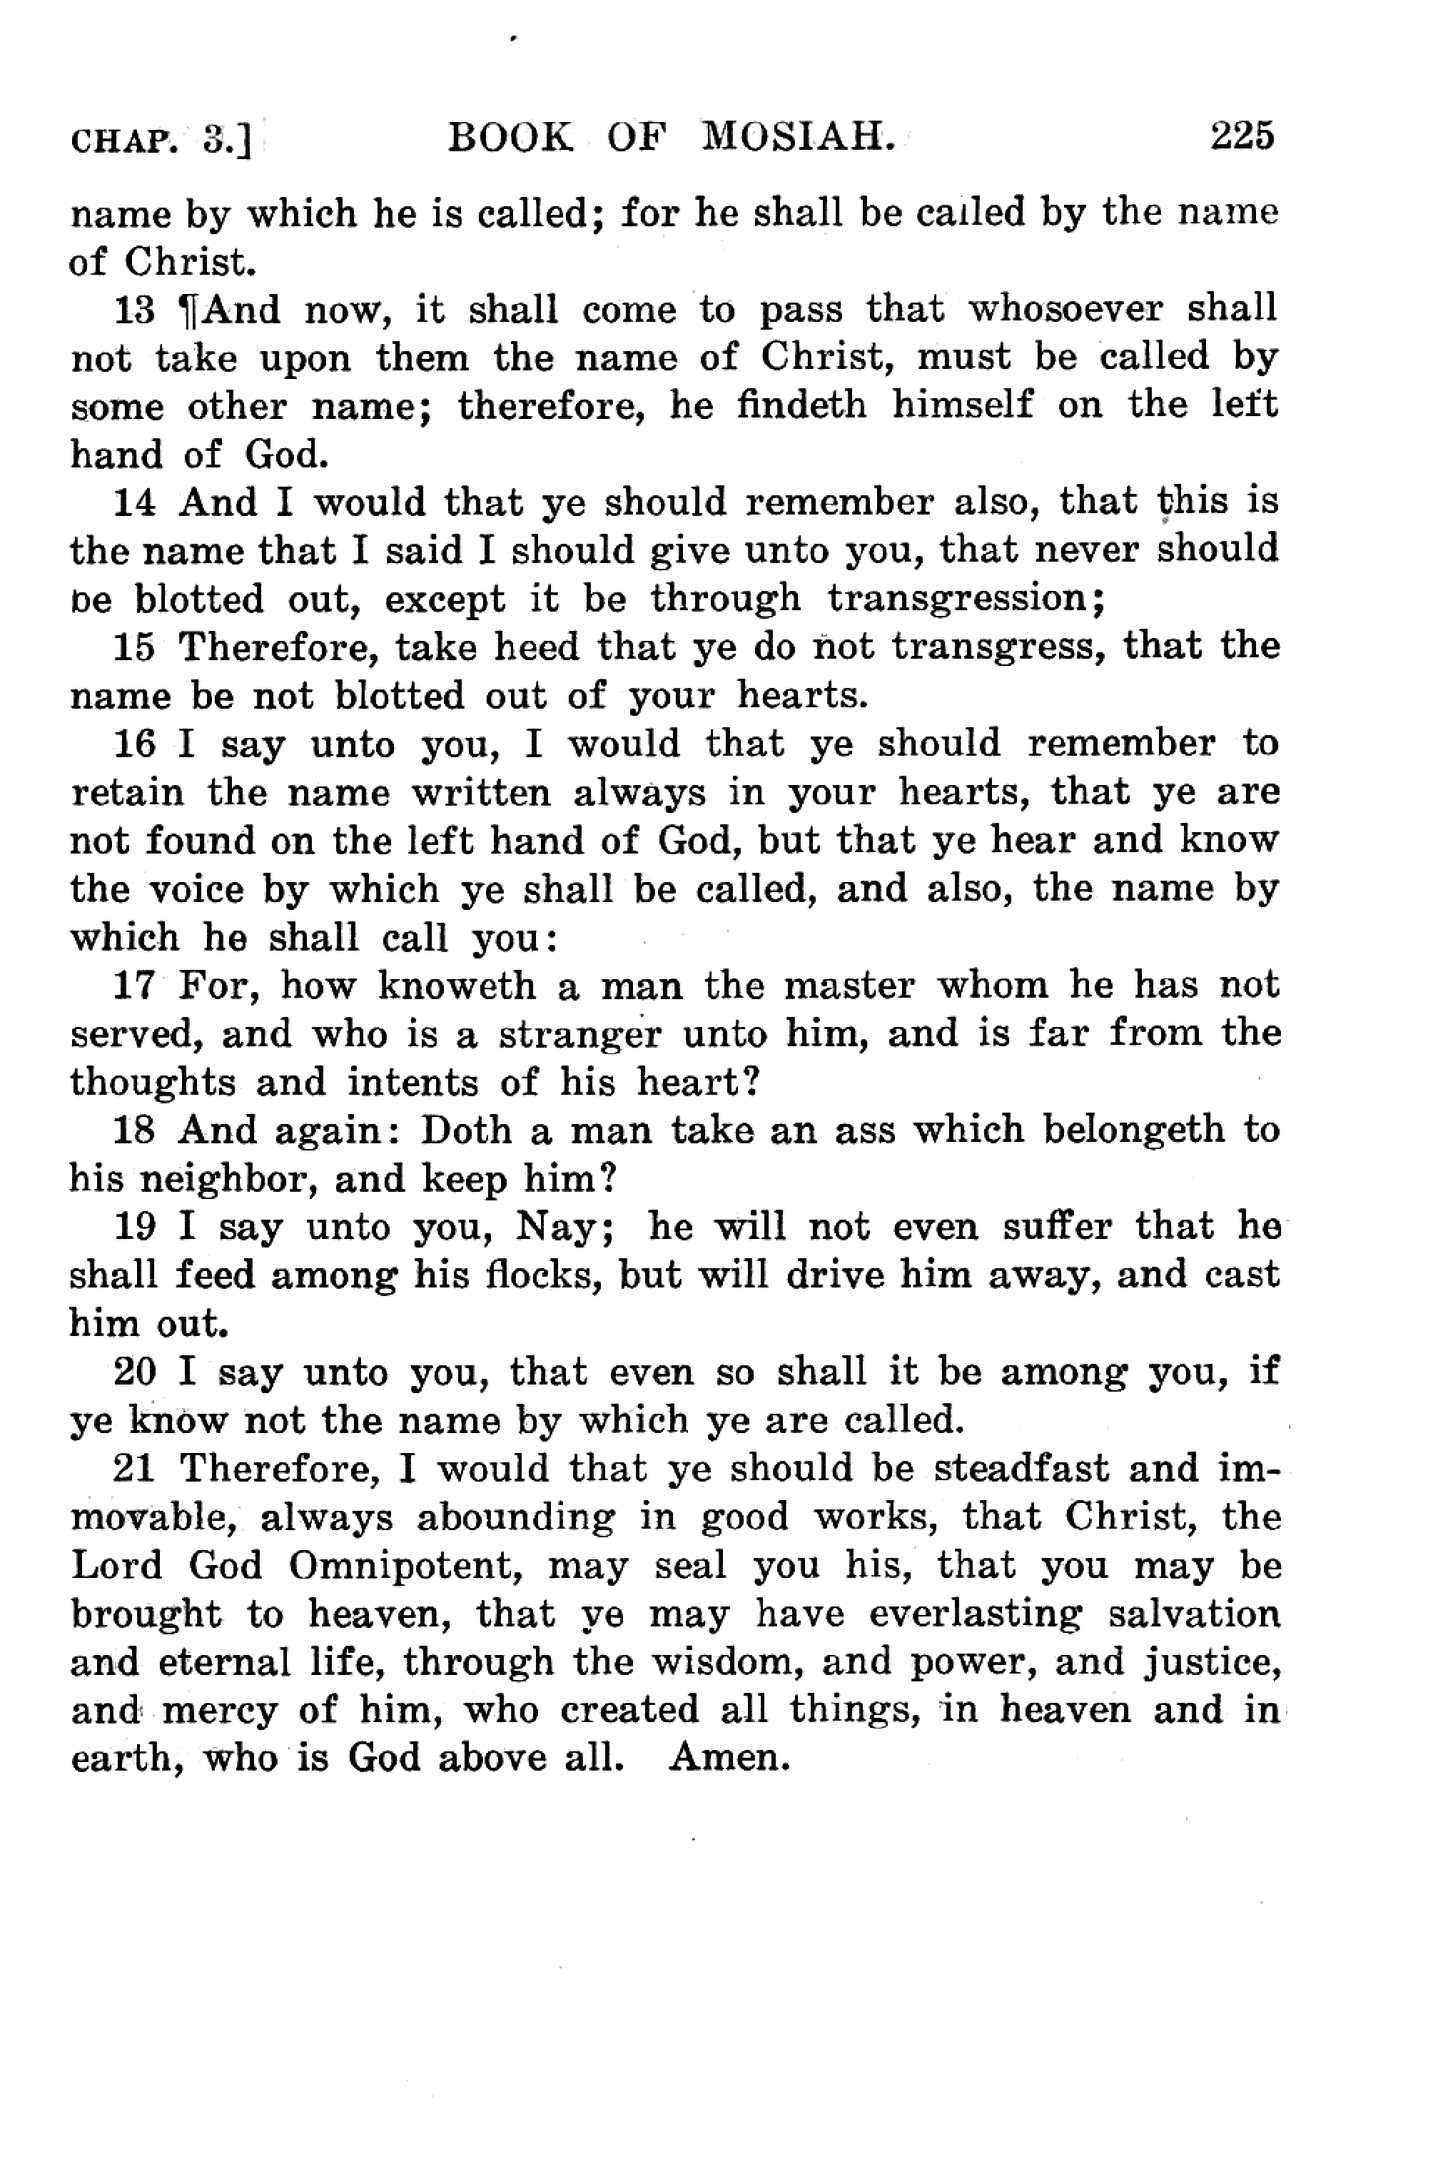 CHAP. 3.] BOOK OF MOSIAH. 225
name by which he is called; for he shall be called by the name
of Christ.
13 ¶And now, it shall come to pass that whosoever shall
not take upon them the name of Christ, must be called by
some other name; therefore, he findeth himself on the left
hand of God.
14 And I would that ye should remember also, that this is
the name that I said I should give unto you, that never should
be blotted out, except it be through transgression;
15 Therefore, take heed that ye do not transgress, that the
name be not blotted out of your hearts.
16 I say unto you, I would that ye should remember to
retain the name written always in your hearts, that ye are
not found on the left hand of God, but that ye hear and know
the voice by which ye shall be called, and also, the name by
which he shall call you:
17 For, how knoweth a man the master whom he has not
served, and who is a stranger unto him, and is far from the
thoughts and intents of his heart?
18 And again: Doth a man take an ass which belongeth to
his neighbor, and keep him?
19 I say unto you, Nay; he will not even suffer that he
shall feed among his flocks, but will drive him away, and cast
him out.
20 I say unto you, that even so shall it be among you, if
ye know not the name by which ye are called.
21 Therefore, I would that ye should be steadfast and im-
movable, always abounding in good works, that Christ, the
Lord God Omnipotent, may seal you his, that you may be
brought to heaven, that ye may have everlasting salvation
and eternal life, through the wisdom, and power, and justice,
and mercy of him, who created all things, in heaven and in
earth, who is God above all. Amen.